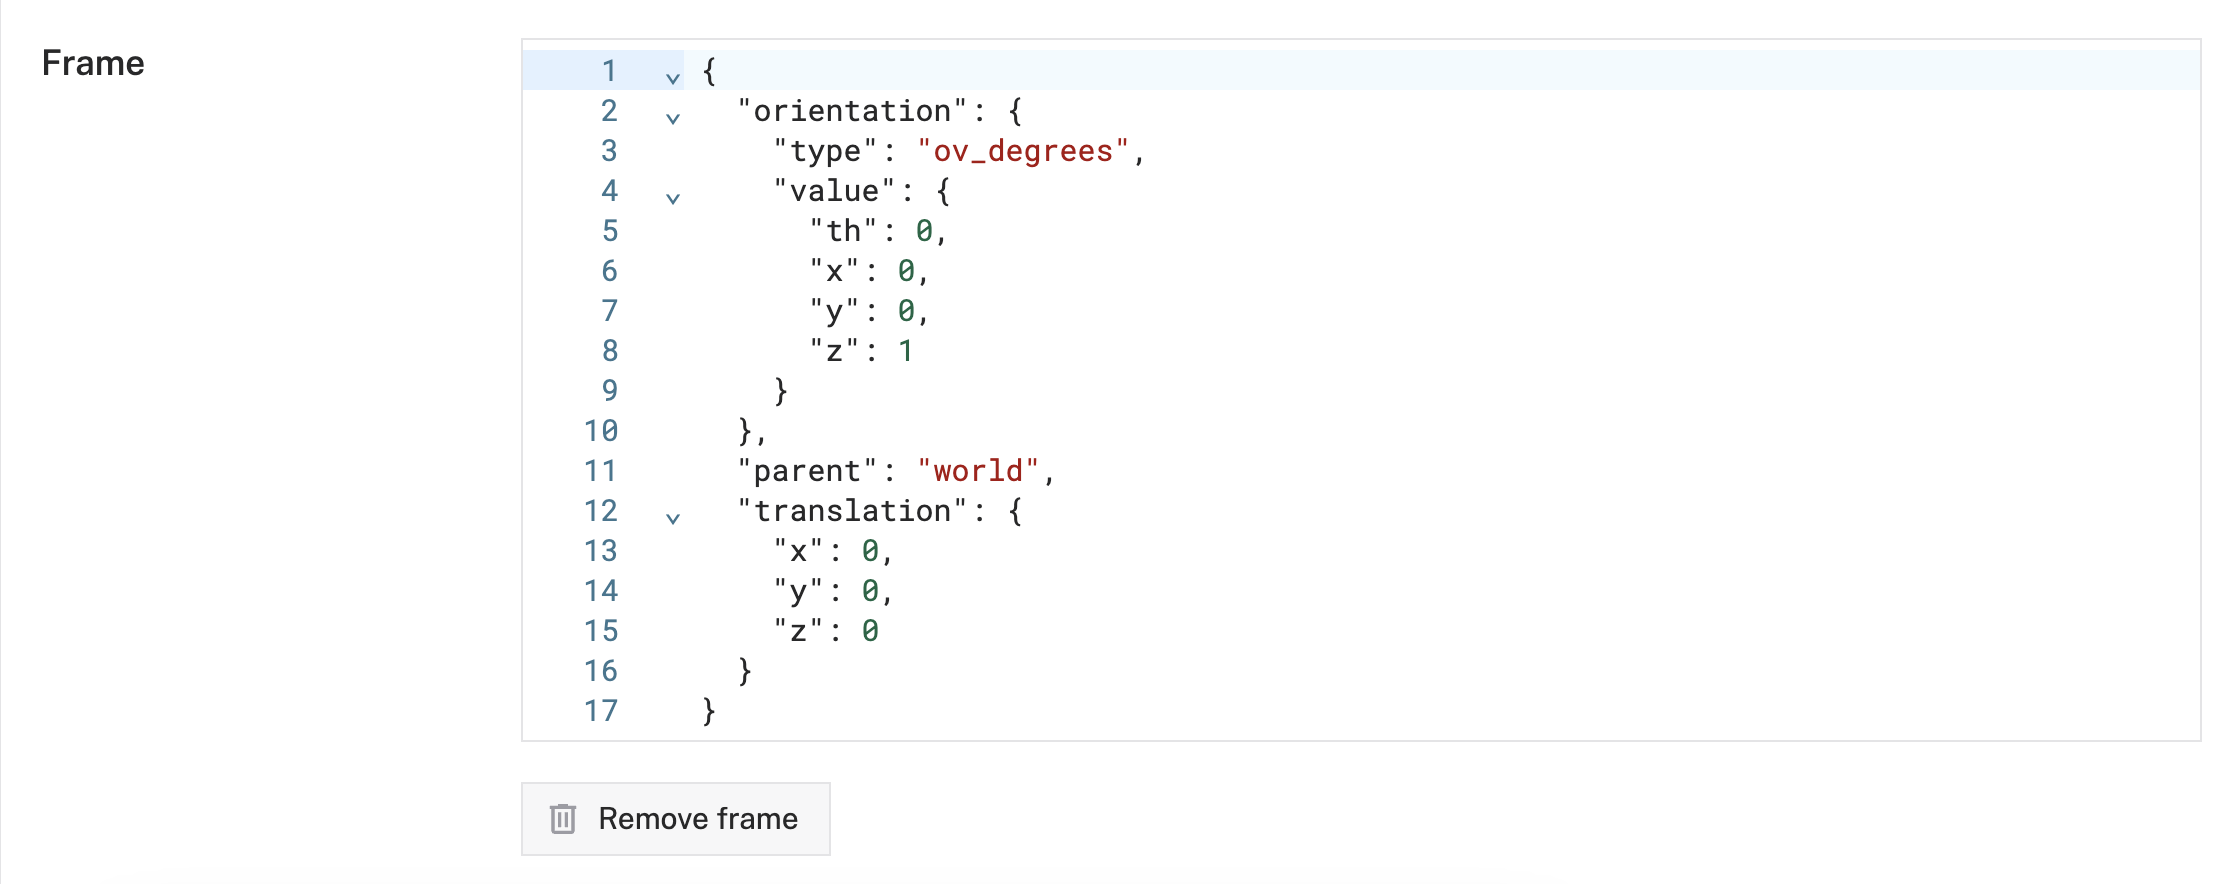 Frame
1 {
2 "orientation": {
3 "type": "ov_degrees",
4 "value": {
5 "th": 0,
6 "x": 0,
7 "y": 0,
8 "z": 1
9 }
10 },
11 "parent": "world",
12 "translation": {
13 "x": 0,
14 "y": 0,
15 "z": 0
16 }
17 }
Remove frame